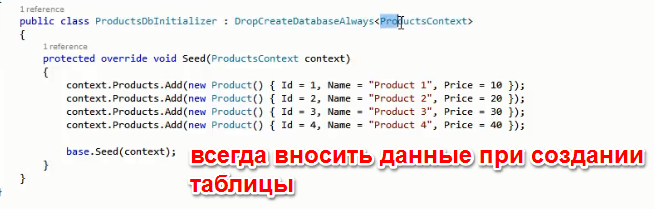 1 reference
public class ProductsDbInitializer : DropCreateDatabaseAlways<ProductsContext>
{
1 reference
protected override void Seed(ProductsContext context)
{
context.Products.Add(new Product() { Id = 1, Name = "Product 1", Price = 10 });
context.Products.Add(new Product() { Id = 2, Name = "Product 2", Price = 20 });
context.Products.Add(new Product() { Id = 3, Name = "Product 3", Price = 30 });
context.Products.Add(new Product() { Id = 4, Name = "Product 4", Price = 40 });
base.Seed(context);
всегда вносить данные при создании
таблицы
}
}